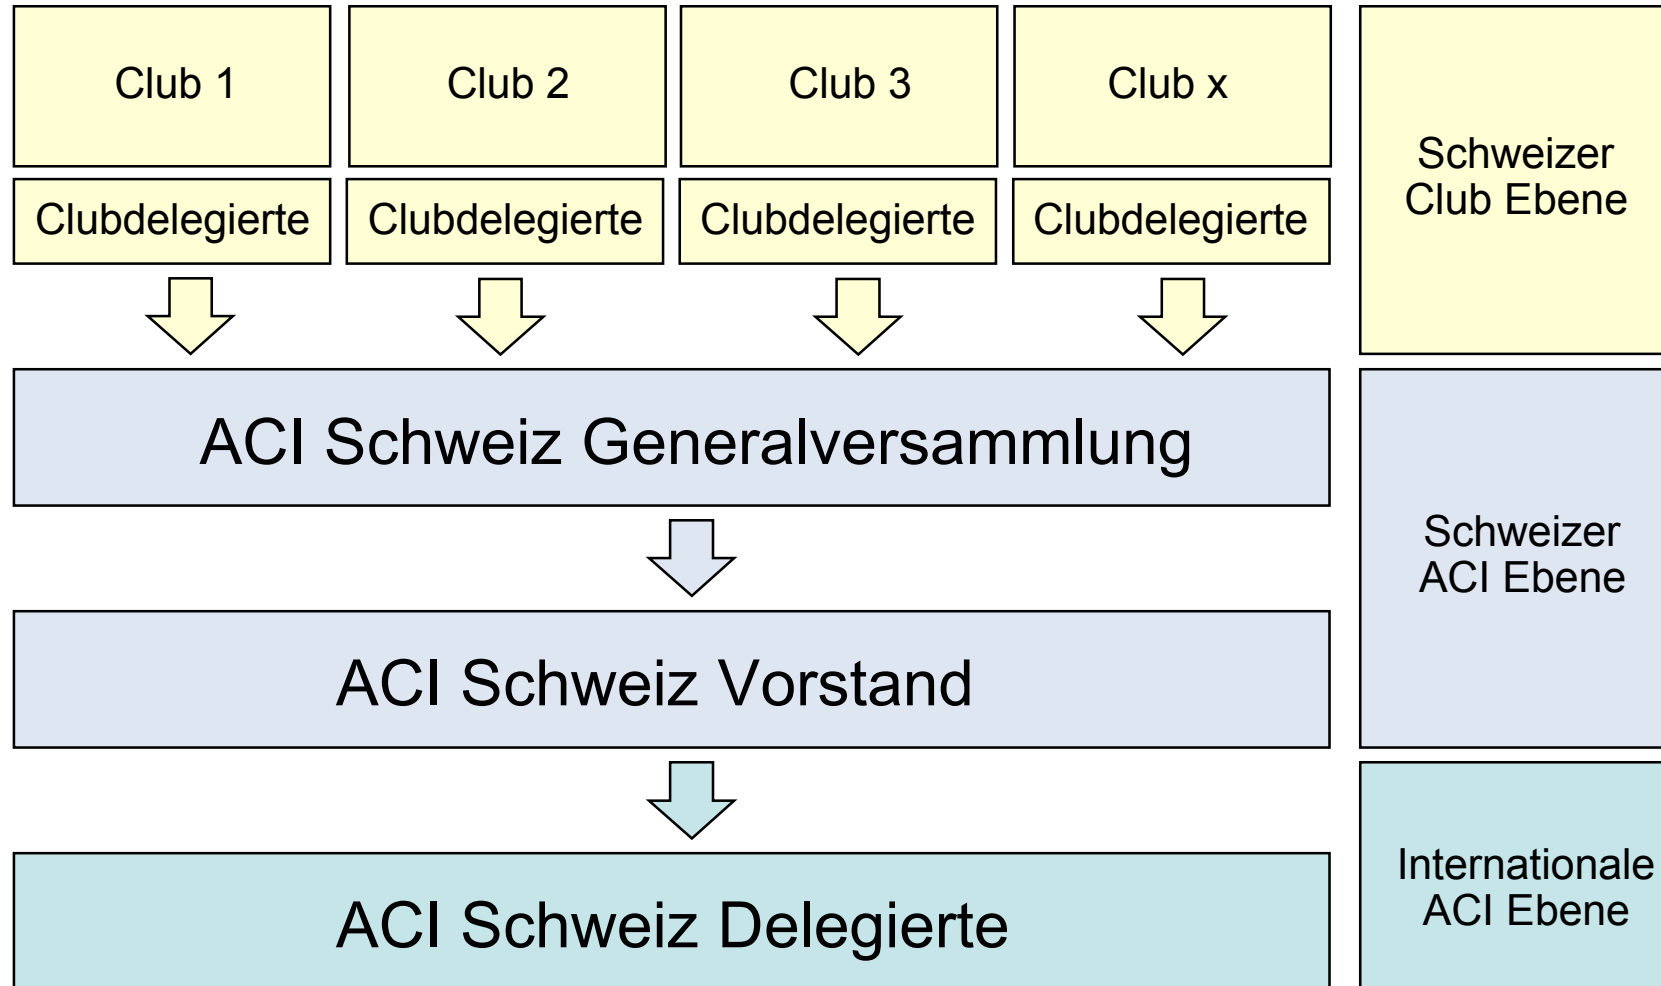 Club 1
Club 2
Club 3
Club x
Clubdelegierte
Clubdelegierte
Clubdelegierte
Clubdelegierte
Schweizer
Club Ebene
ACI Schweiz Generalversammlung
ACI Schweiz Vorstand
Schweizer
ACI Ebene
ACI Schweiz Delegierte
Internationale
ACI Ebene